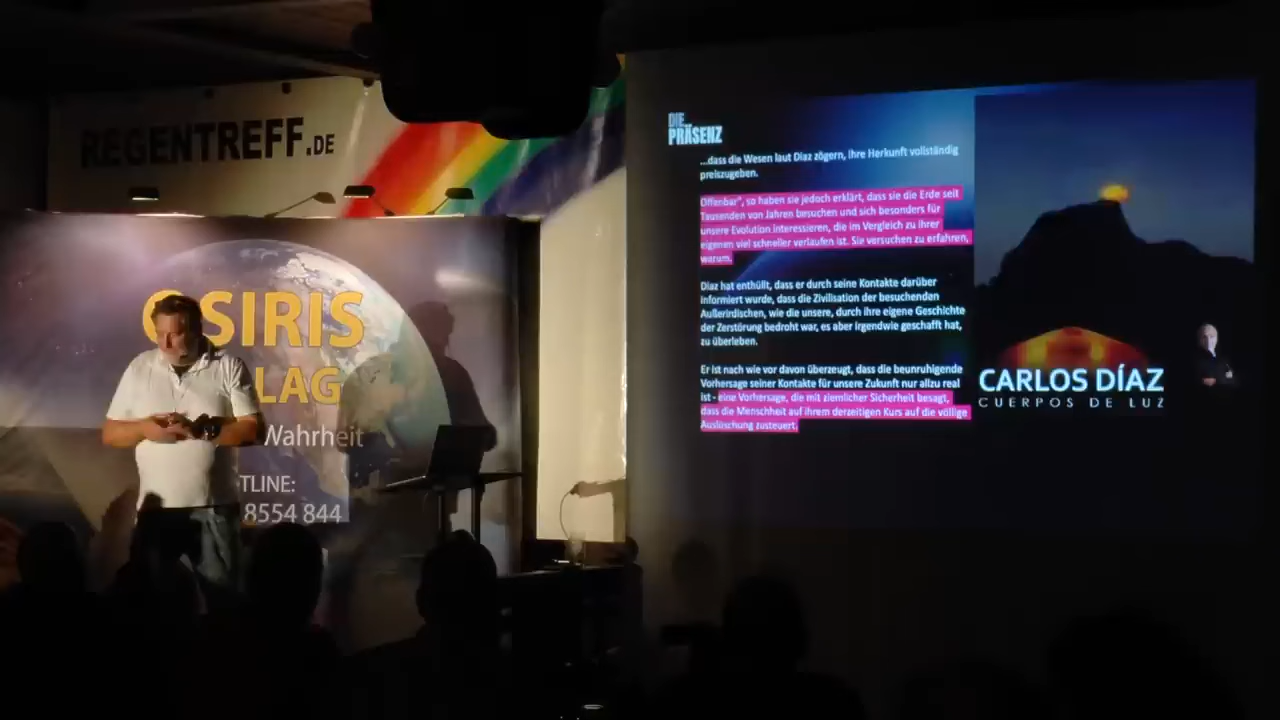 REGENTREFF.DE
OSIRIS
LAG
Wahrheit
TLINE:
8554 844
DIE
PRÄSENZ
...dass die Wesen laut Diaz zögern, ihre Herkunft vollständig
preiszugeben.
Offenbar", so haben sie jedoch erklärt, dass sie die Erde seit
Tausenden von Jahren besuchen und sich besonders für
unsere Evolution interessieren, die im Vergleich zu ihrer
eigenen viel schneller verlaufen ist. Sie versuchen zu erfahren,
warum.
Diaz hat enthüllt, dass er durch seine Kontakte darüber
informiert wurde, dass die Zivilisation der besuchenden
Außerirdischen, wie die unsere, durch ihre eigene Geschichte
der Zerstörung bedroht war, es aber irgendwie geschafft hat,
zu überleben.
Er ist nach wie vor davon überzeugt, dass die beunruhigende
Vorhersage seiner Kontakte für unsere Zukunft nur allzu real
ist - eine Vorhersage, die mit ziemlicher Sicherheit besagt,
dass die Menschheit auf ihrem derzeitigen Kurs auf die völlige
Auslöschung zusteuert.
CARLOS DÍAZ
CUERPOS DE LUZ